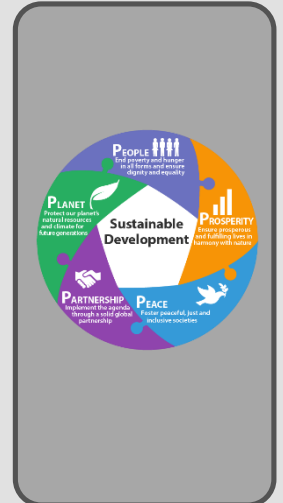 PEOPLE
End poverty and hunger
in all forms and ensure
dignity and equality
PROSPERITY
Ensure prosperous
and fulfilling lives in
harmony with nature
PEACE
Foster peaceful, just and
inclusive societies
PARTNERSHIP
Implement the agenda
through a solid global
partnership
PLANET
Protect our planet's
natural resources
and climate for
future generations
Sustainable
Development